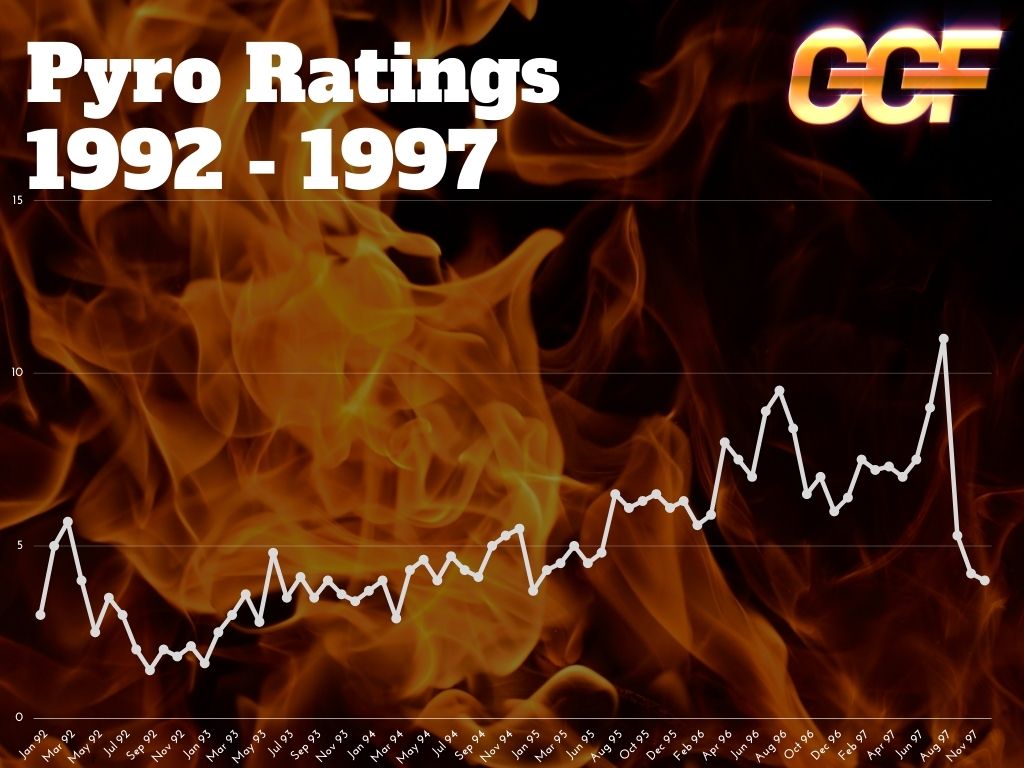 Pyro Ratings
1992 - 1997
CCF
15
10
5
0
Jan 92
Mar 92
May 92
Jul 92
Sep 92
Nov 92
Jan 93
Mar 93
May 93
Jul 93
Sep 93
Nov 93
Jan 94
Mar 94
May 94
Jul 94
Sep 94
Nov 94
Jan 95
Mar 95
Jun 95
Aug 95
Oct 95
Dec 95
Feb 96
Apr 96
Jun 96
Aug 96
Oct 96
Dec 96
Feb 97
Apr 97
Jun 97
Aug 97
Nov 97